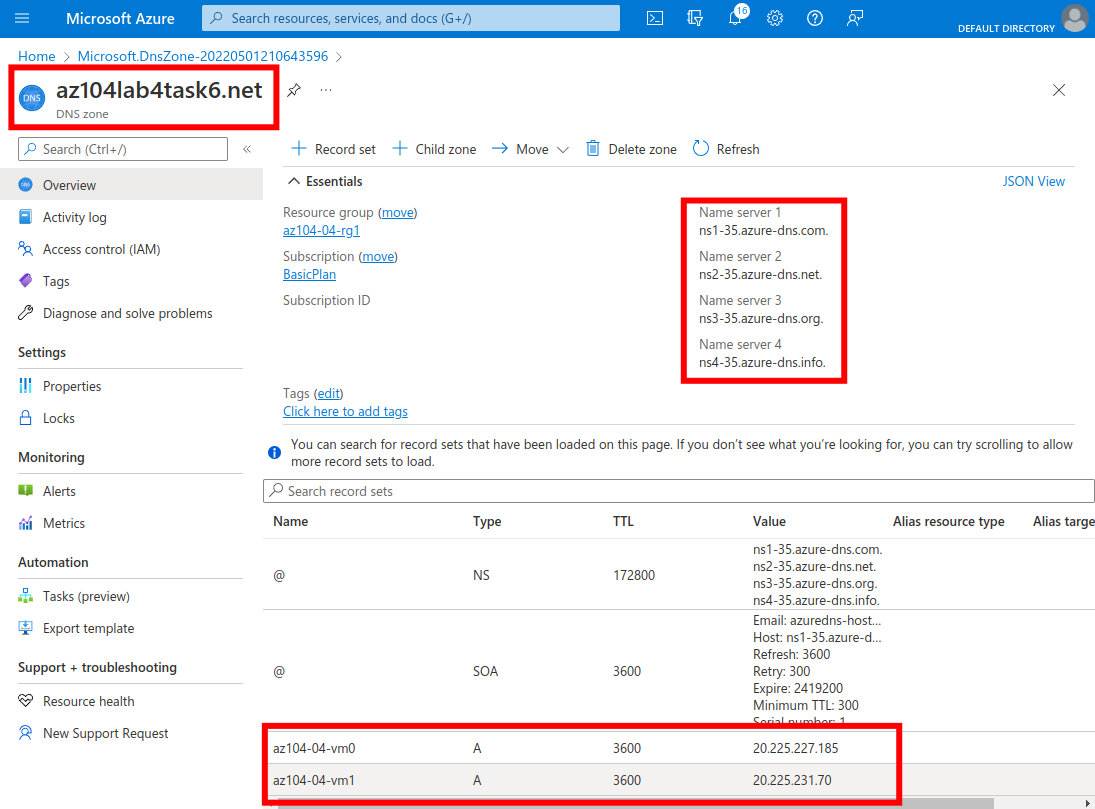 Microsoft Azure
Search resources, services, and docs (G+/)
16
DEFAULT DIRECTORY
Home > Microsoft.DnsZone-20220501210643596 >
DNS
az104lab4task6.net
...
DNS zone
Search (Ctrl+/)
«
Overview
Activity log
Access control (IAM)
Tags
Diagnose and solve problems
Settings
Properties
Locks
Monitoring
Alerts
Metrics
Automation
Tasks (preview)
Export template
Support + troubleshooting
Resource health
New Support Request
Record set
Child zone
Move
Delete zone
Refresh
Essentials
JSON View
Resource group (move)
az104-04-rg1
Subscription (move)
BasicPlan
Subscription ID
Name server 1
ns1-35.azure-dns.com.
Name server 2
ns2-35.azure-dns.net.
Name server 3
ns3-35.azure-dns.org.
Name server 4
ns4-35.azure-dns.info.
Tags (edit)
Click here to add tags
You can search for record sets that have been loaded on this page. If you don't see what you're looking for, you can try scrolling to allow
more record sets to load.
Search record sets
Name Type TTL Value Alias resource type Alias targe
@ NS 172800
ns1-35.azure-dns.com.
ns2-35.azure-dns.net.
ns3-35.azure-dns.org.
ns4-35.azure-dns.info.
@ SOA 3600
Email: azuredns-host...
Host: ns1-35.azure-d...
Refresh: 3600
Retry: 300
Expire: 2419200
Minimum TTL: 300
Serial number: 1
az104-04-vm0 A 3600 20.225.227.185
az104-04-vm1 A 3600 20.225.231.70